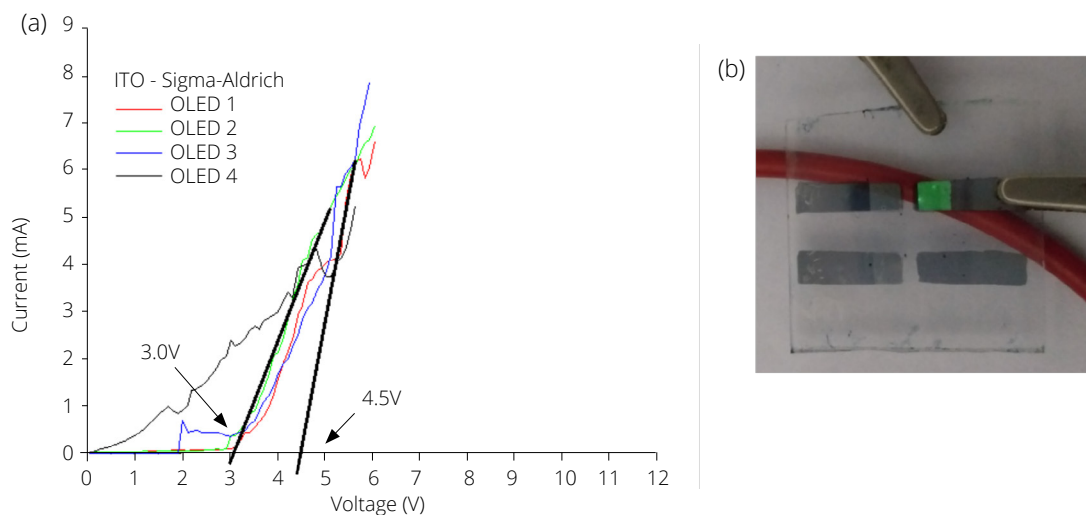 (a)
9
8
7
6
5
4
3
2
1
0
Current (mA)
ITO - Sigma-Aldrich
OLED 1
OLED 2
OLED 3
OLED 4
3.0V
4.5V
0 1 2 3 4 5 6 7 8 9 10 11 12
Voltage (V)
(b)